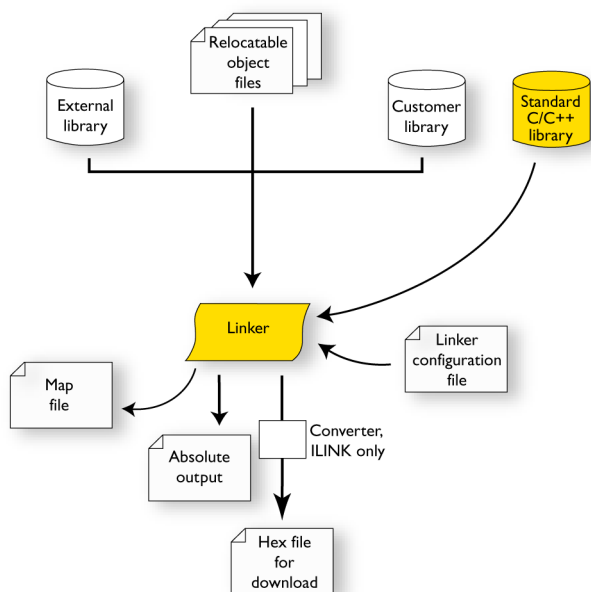 Relocatable
object
files
External
library
Customer
library
Standard
C/C++
library
Linker
Linker
configuration
file
Map
file
Converter,
ILINK only
Absolute
output
Hex file
for
download